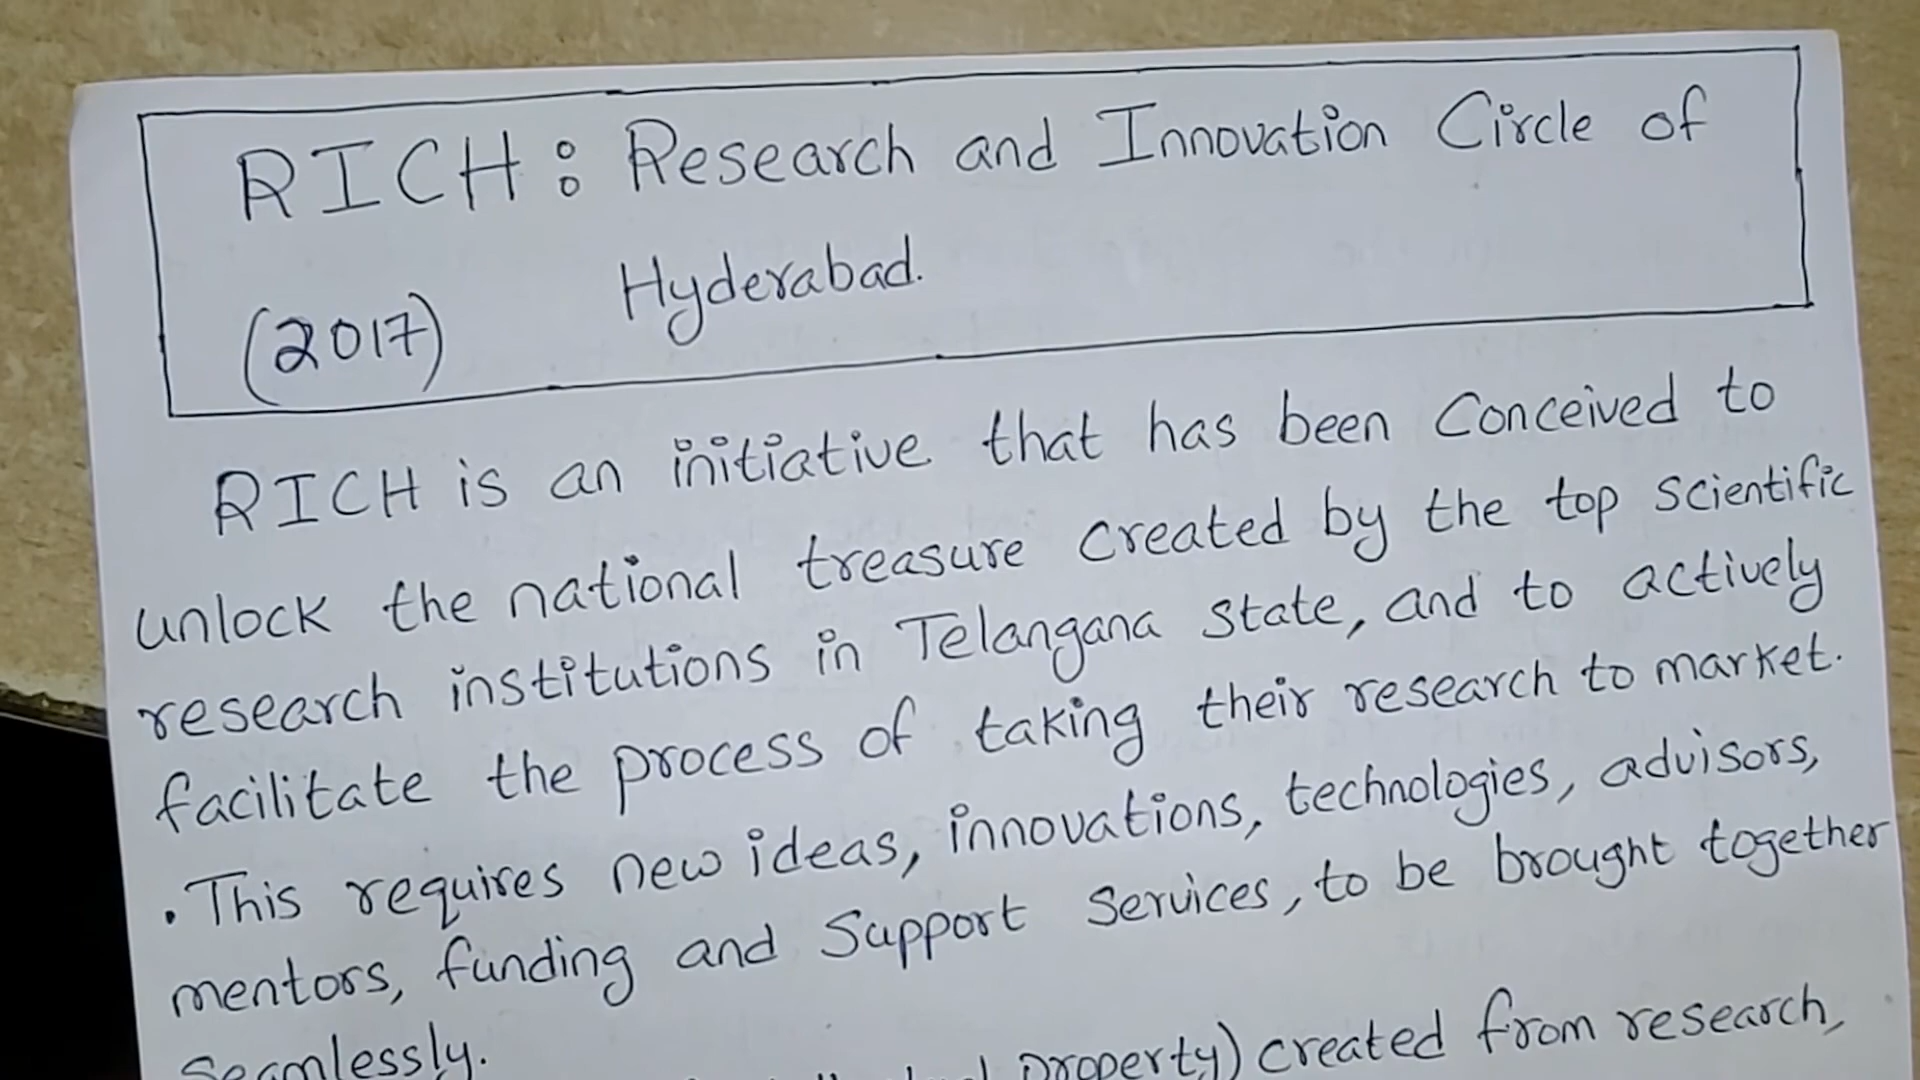 RICH: Research and Innovation Circle of
Hyderabad.
(2017)
RICH is an initiative that has been Conceived to
unlock the national treasure created by the top scientific
research institutions in Telangana state, and to actively
facilitate the process of taking their research to market.
• This requires new ideas, innovations, technologies, advisors,
mentors, funding and Support Services, to be brought together
Seamlessly.
property) created from research,